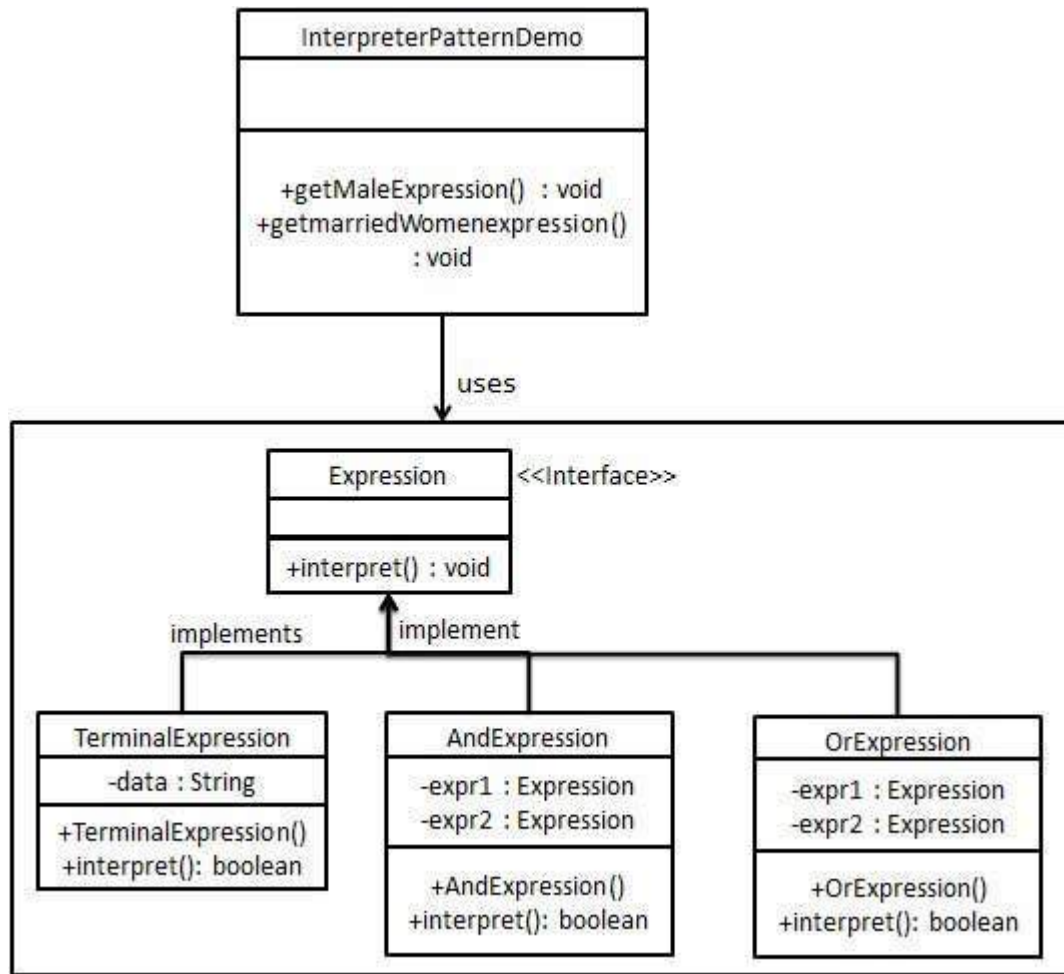 InterpreterPatternDemo
+getMaleExpression() : void
+getmarriedWomenexpression()
: void
uses
Expression
<<Interface>>
+interpret() : void
implements
implement
TerminalExpression
-data : String
+TerminalExpression()
+interpret(): boolean
AndExpression
-expr1 : Expression
-expr2 : Expression
+AndExpression()
+interpret(): boolean
OrExpression
-expr1 : Expression
-expr2 : Expression
+OrExpression()
+interpret(): boolean